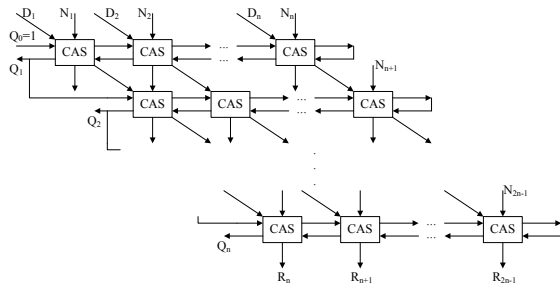 D₁ N₁ D₂ N₂ Dₙ Nₙ
Q₀=1
CAS CAS ... CAS
...
Q₁ Nₙ₊₁
CAS CAS ... CAS
Q₂ ...
.
.
.
N₂ₙ₋₁
CAS CAS ... CAS
Qₙ ...
Rₙ Rₙ₊₁ R₂ₙ₋₁